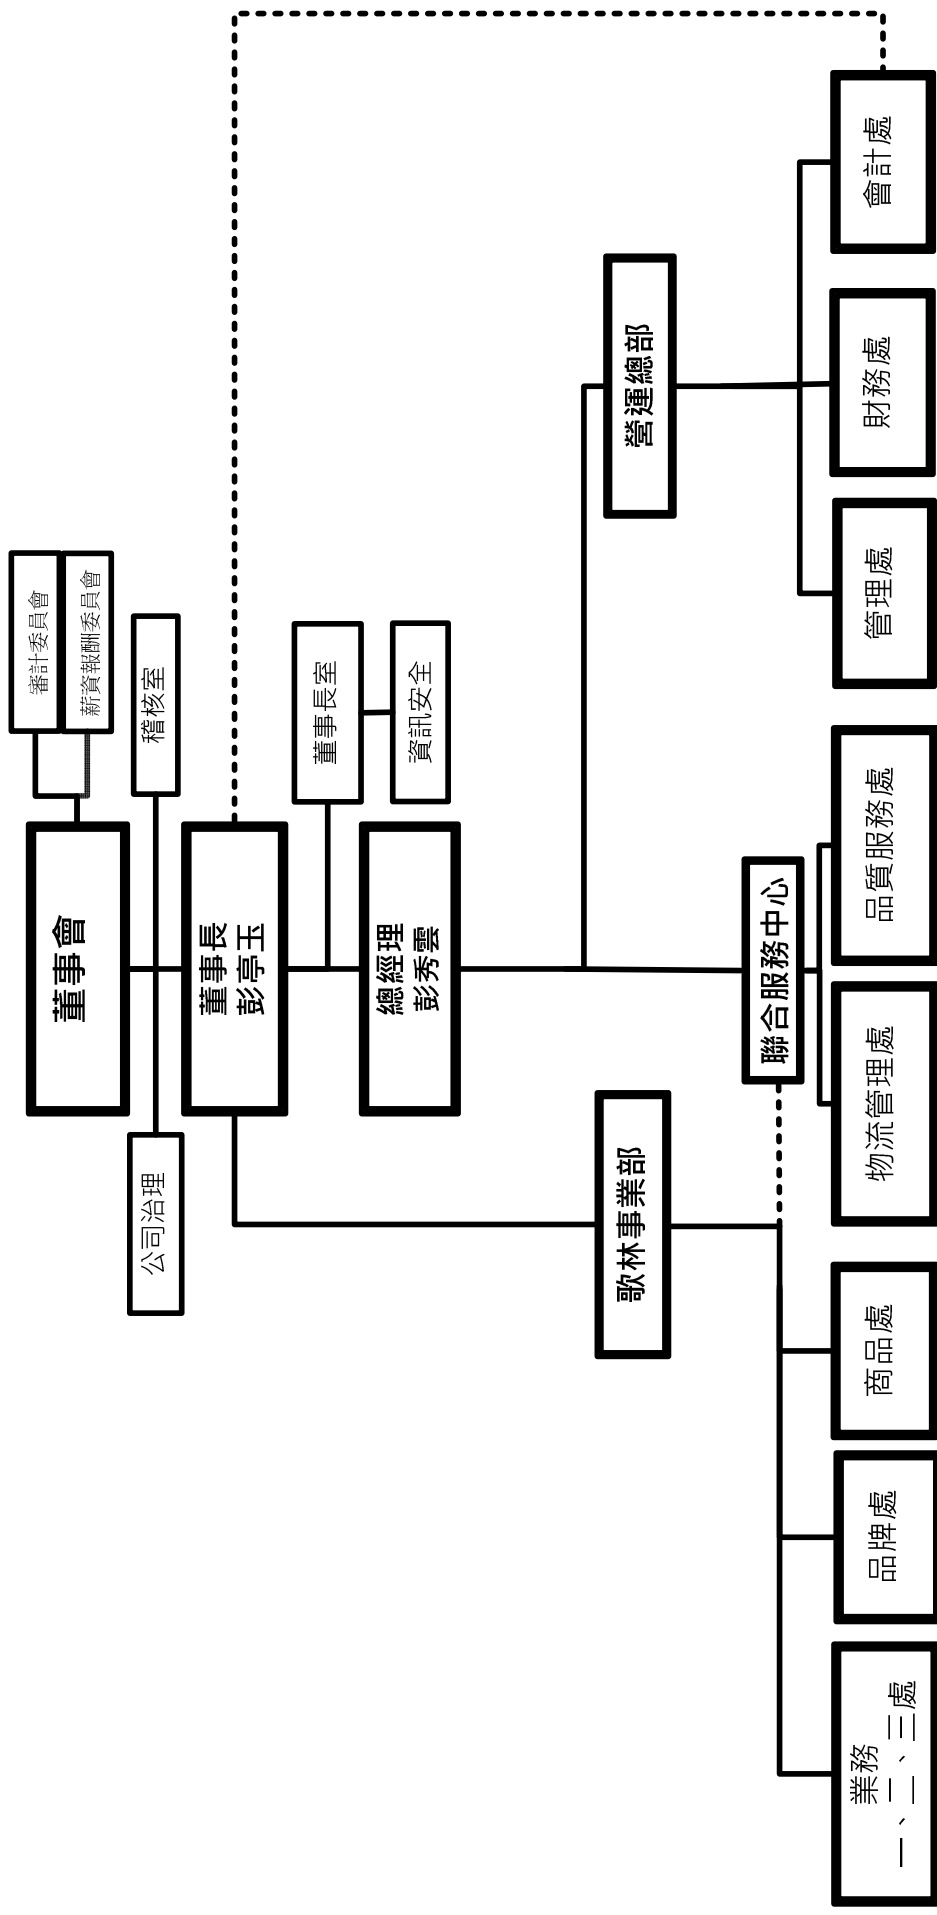 董事會
審計委員會
薪資報酬委員會
公司治理
稽核室
董事長
彭亭玉
董事長室
資訊安全
總經理
彭秀雲
歌林事業部
營運總部
聯合服務中心
業務
一、二、三處
品牌處
商品處
物流管理處
品質服務處
管理處
財務處
會計處